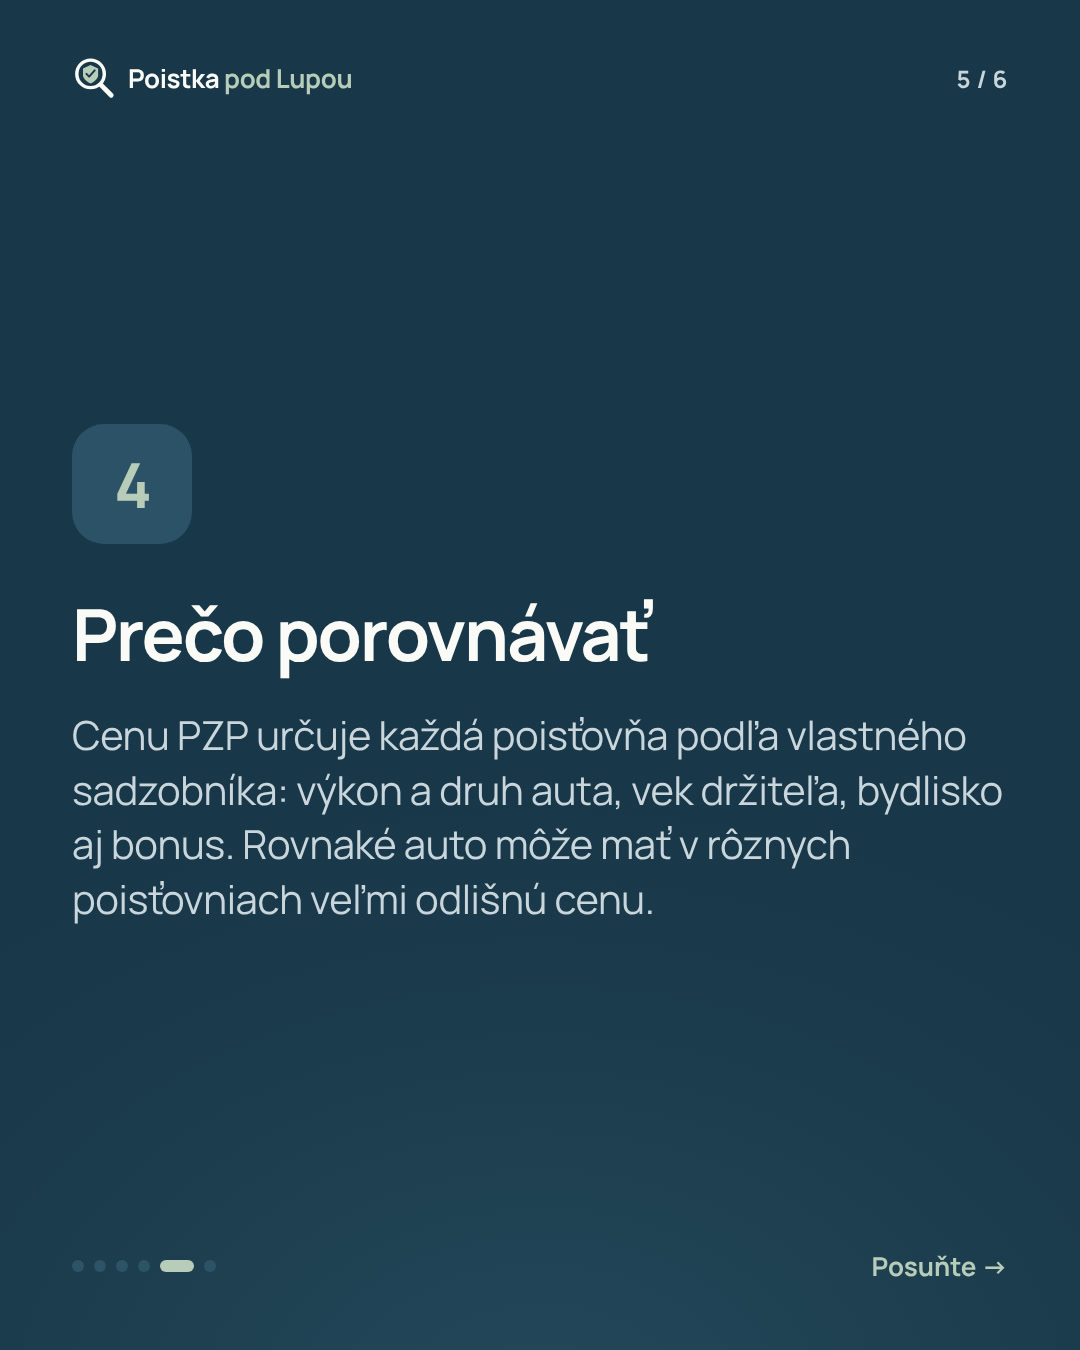 Poistka pod Lupou
5 / 6
4
Prečo porovnávať
Cenu PZP určuje každá poisťovňa podľa vlastného
sadzobníka: výkon a druh auta, vek držiteľa, bydlisko
aj bonus. Rovnaké auto môže mať v rôznych
poisťovniach veľmi odlišnú cenu.
Posuňte →